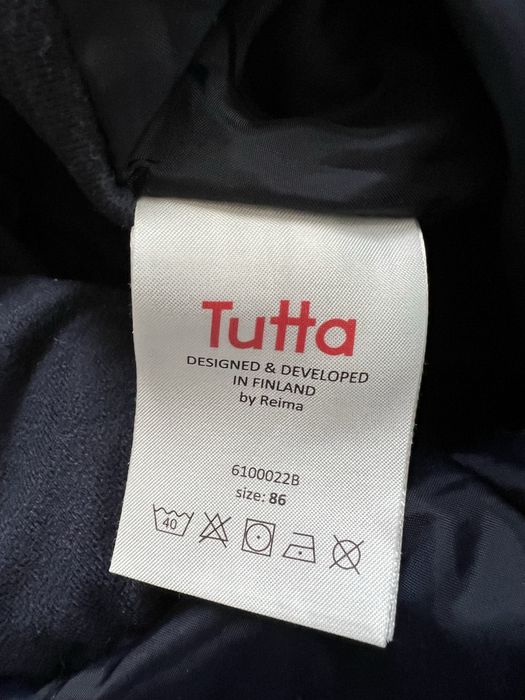 Tutta
DESIGNED & DEVELOPED
IN FINLAND
by Reima
6100022B
size: 86
40